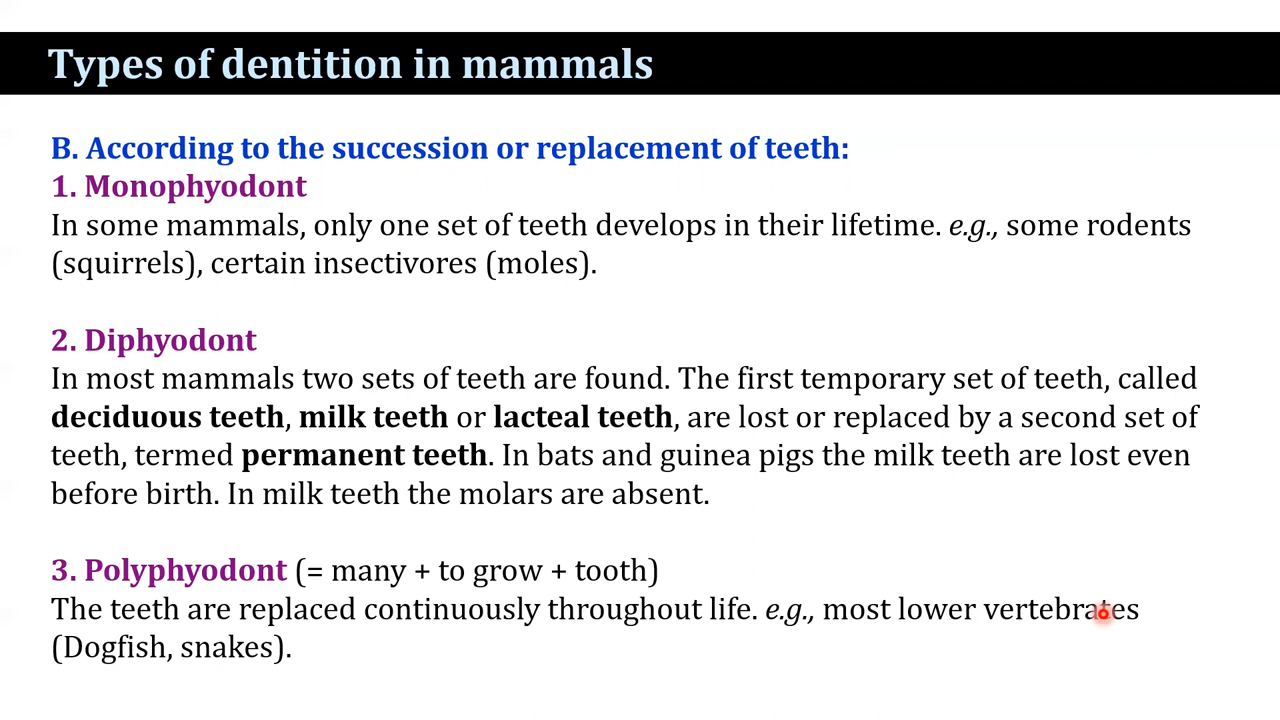 Types of dentition in mammals
B. According to the succession or replacement of teeth:
1. Monophyodont
In some mammals, only one set of teeth develops in their lifetime. e.g., some rodents
(squirrels), certain insectivores (moles).
2. Diphyodont
In most mammals two sets of teeth are found. The first temporary set of teeth, called
deciduous teeth, milk teeth or lacteal teeth, are lost or replaced by a second set of
teeth, termed permanent teeth. In bats and guinea pigs the milk teeth are lost even
before birth. In milk teeth the molars are absent.
3. Polyphyodont (= many + to grow + tooth)
The teeth are replaced continuously throughout life. e.g., most lower vertebrates
(Dogfish, snakes).